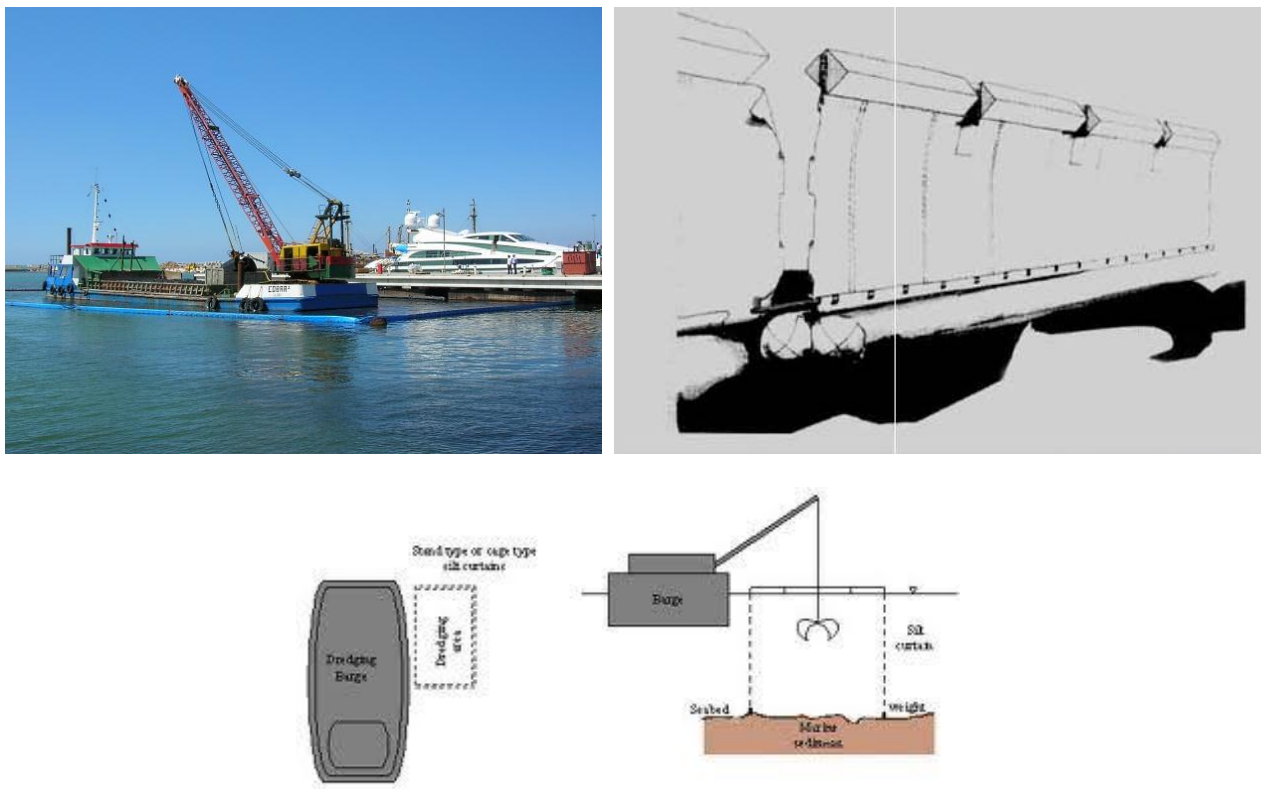 COBRA
Stand type or cage type
silt curtains
Dredging
area
Dredging
Barge
Barge
Silt
curtain
Seabed
weight
Marine
sediment